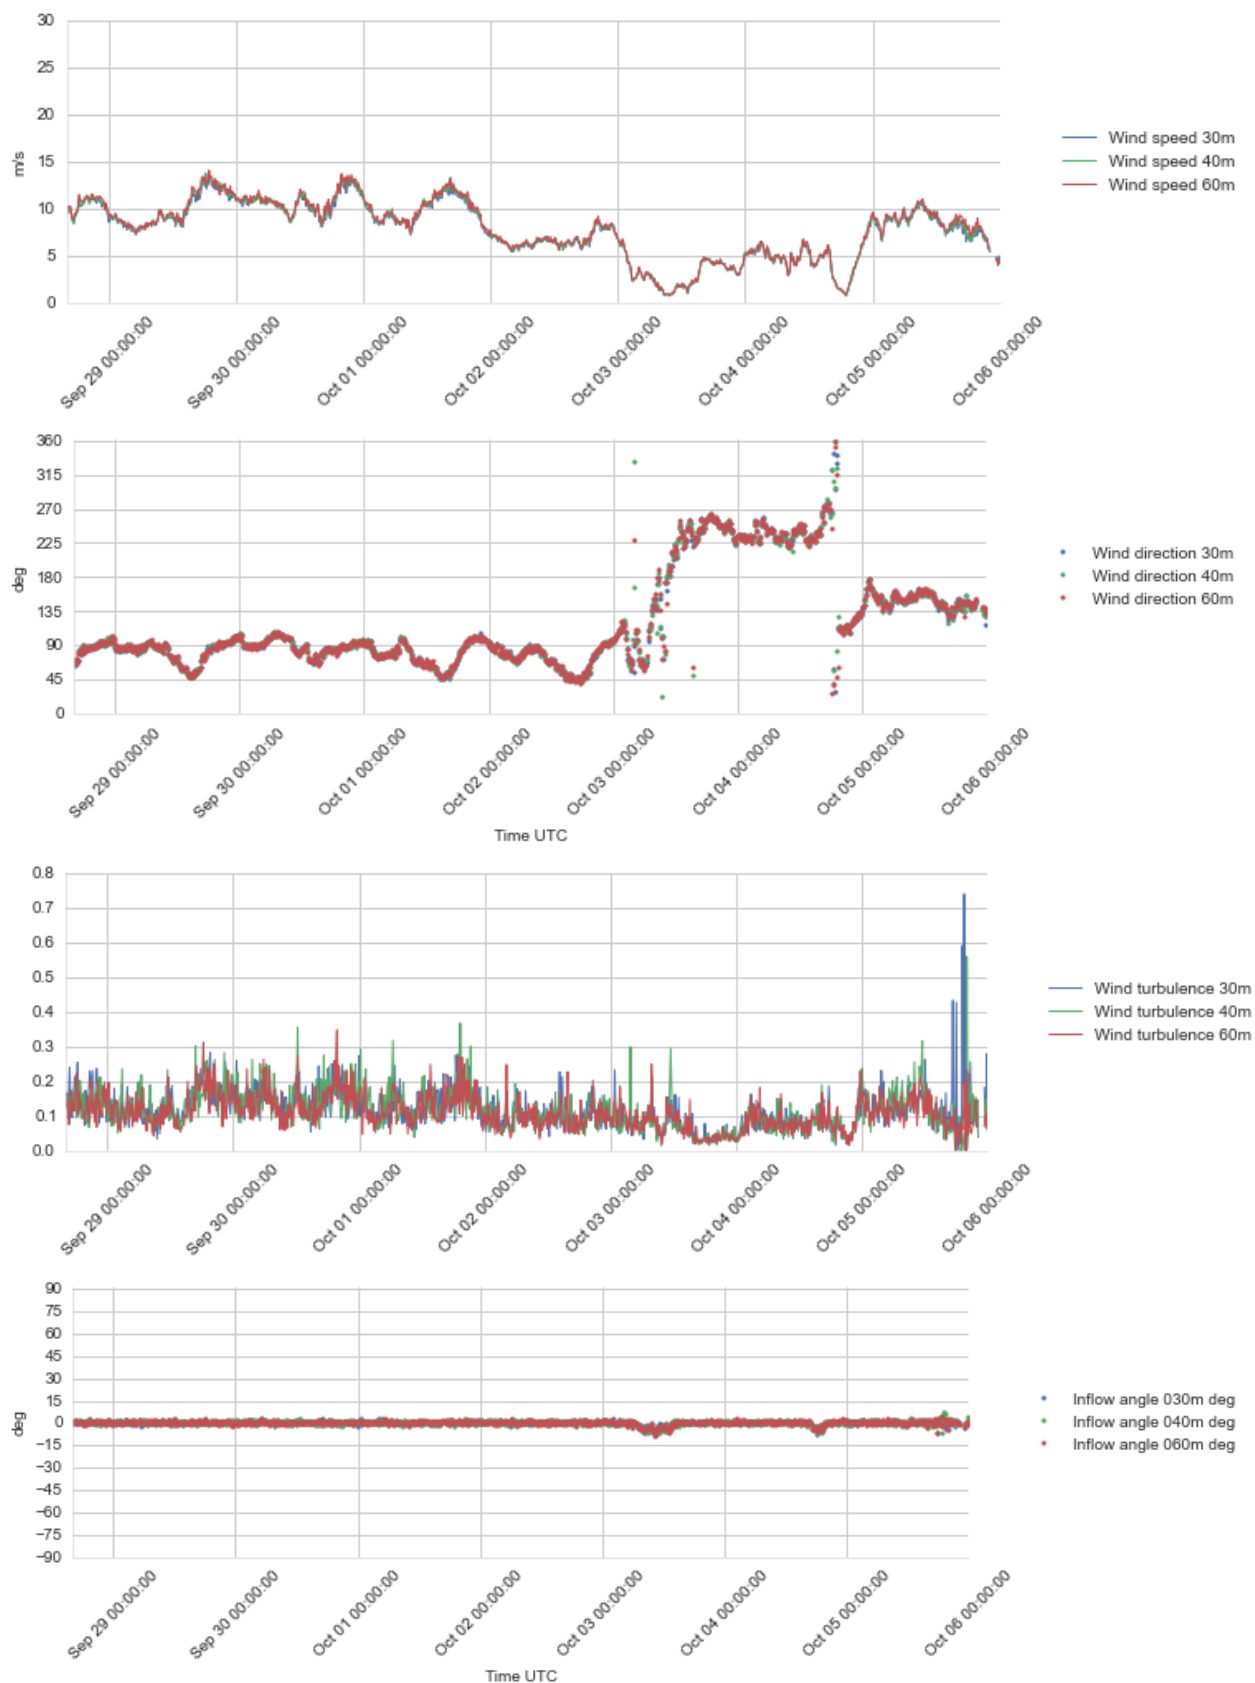 30
25
20
15
10
5
0
m/s
Wind speed 30m
Wind speed 40m
Wind speed 60m
Sep 29 00:00:00
Sep 30 00:00:00
Oct 01 00:00:00
Oct 02 00:00:00
Oct 03 00:00:00
Oct 04 00:00:00
Oct 05 00:00:00
Oct 06 00:00:00
360
315
270
225
180
135
90
45
0
deg
Wind direction 30m
Wind direction 40m
Wind direction 60m
Sep 29 00:00:00
Sep 30 00:00:00
Oct 01 00:00:00
Oct 02 00:00:00
Oct 03 00:00:00
Oct 04 00:00:00
Oct 05 00:00:00
Oct 06 00:00:00
Time UTC
0.8
0.7
0.6
0.5
0.4
0.3
0.2
0.1
0.0
Wind turbulence 30m
Wind turbulence 40m
Wind turbulence 60m
Sep 29 00:00:00
Sep 30 00:00:00
Oct 01 00:00:00
Oct 02 00:00:00
Oct 03 00:00:00
Oct 04 00:00:00
Oct 05 00:00:00
Oct 06 00:00:00
90
75
60
45
30
15
0
−15
−30
−45
−60
−75
−90
deg
Inflow angle 030m deg
Inflow angle 040m deg
Inflow angle 060m deg
Sep 29 00:00:00
Sep 30 00:00:00
Oct 01 00:00:00
Oct 02 00:00:00
Oct 03 00:00:00
Oct 04 00:00:00
Oct 05 00:00:00
Oct 06 00:00:00
Time UTC